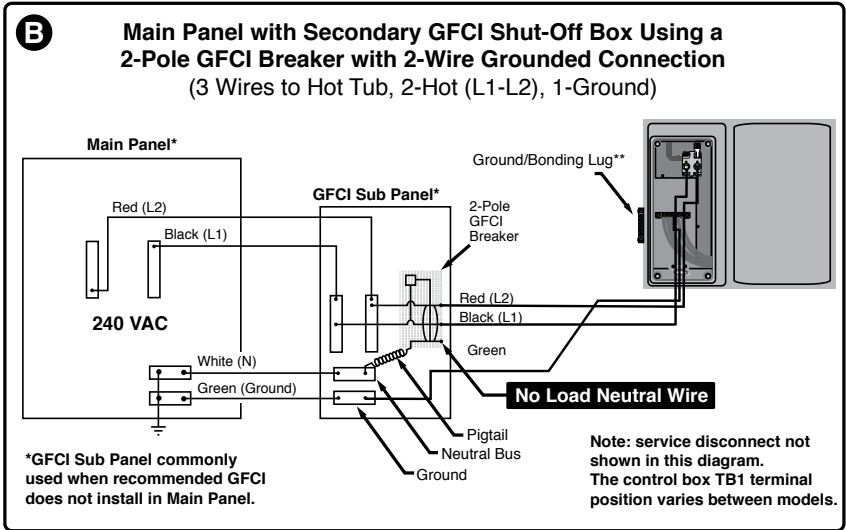 B
Main Panel with Secondary GFCI Shut-Off Box Using a
2-Pole GFCI Breaker with 2-Wire Grounded Connection
(3 Wires to Hot Tub, 2-Hot (L1-L2), 1-Ground)
Main Panel*
Ground/Bonding Lug**
GFCI Sub Panel*
2-Pole
GFCI
Breaker
Red (L2)
Black (L1)
240 VAC
Red (L2)
Black (L1)
Green
White (N)
Green (Ground)
No Load Neutral Wire
Pigtail
Neutral Bus
Ground
*GFCI Sub Panel commonly
used when recommended GFCI
does not install in Main Panel.
Note: service disconnect not
shown in this diagram.
The control box TB1 terminal
position varies between models.